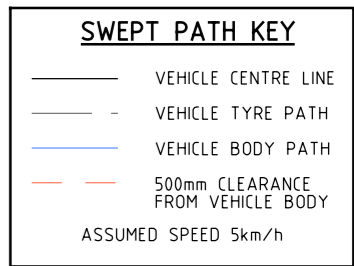 SWEPT PATH KEY
VEHICLE CENTRE LINE
VEHICLE TYRE PATH
VEHICLE BODY PATH
500mm CLEARANCE
FROM VEHICLE BODY
ASSUMED SPEED 5km/h